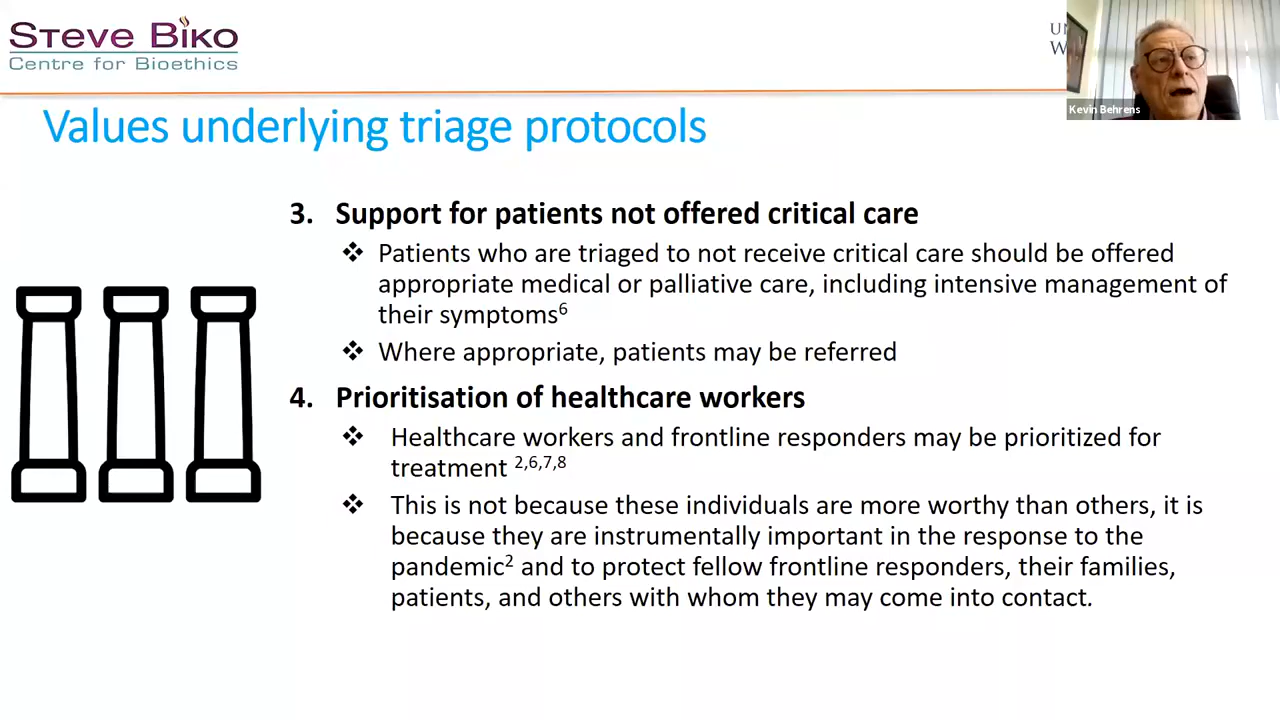 Steve Biko
Centre for Bioethics
UN
W
Kevin Behrens
Values underlying triage protocols
3. Support for patients not offered critical care
❖ Patients who are triaged to not receive critical care should be offered
appropriate medical or palliative care, including intensive management of
their symptoms⁶
❖ Where appropriate, patients may be referred
4. Prioritisation of healthcare workers
❖ Healthcare workers and frontline responders may be prioritized for
treatment ²,⁶,⁷,⁸
❖ This is not because these individuals are more worthy than others, it is
because they are instrumentally important in the response to the
pandemic² and to protect fellow frontline responders, their families,
patients, and others with whom they may come into contact.